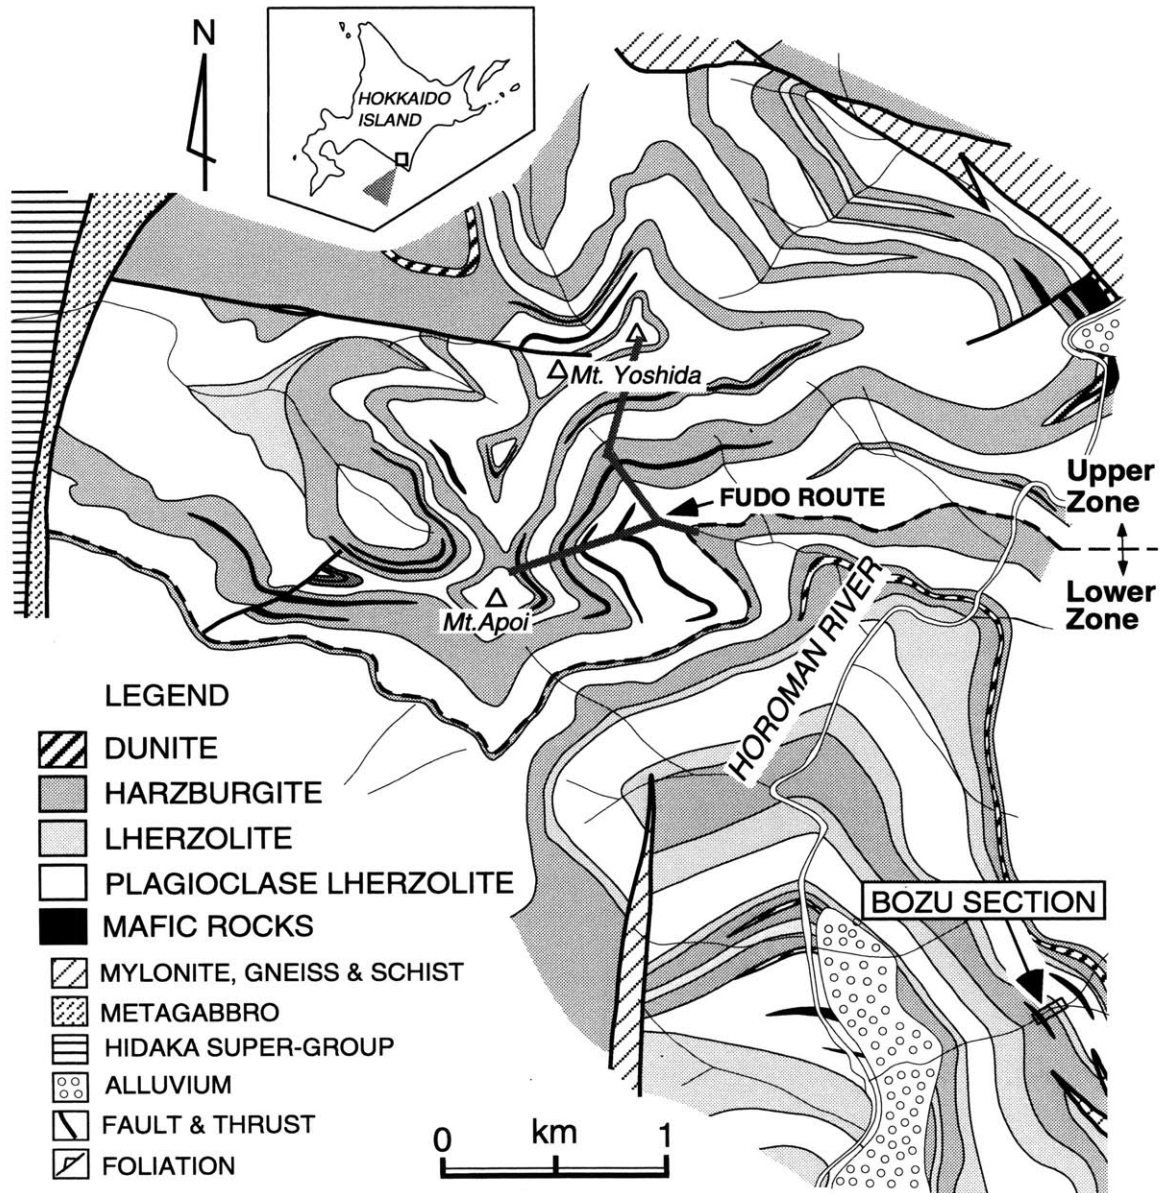 N
HOKKAIDO
ISLAND
Mt. Yoshida
FUDO ROUTE
Upper
Zone
Lower
Zone
Mt.Apoi
HOROMAN RIVER
BOZU SECTION
LEGEND
DUNITE
HARZBURGITE
LHERZOLITE
PLAGIOCLASE LHERZOLITE
MAFIC ROCKS
MYLONITE, GNEISS & SCHIST
METAGABBRO
HIDAKA SUPER-GROUP
ALLUVIUM
FAULT & THRUST
FOLIATION
0 km 1